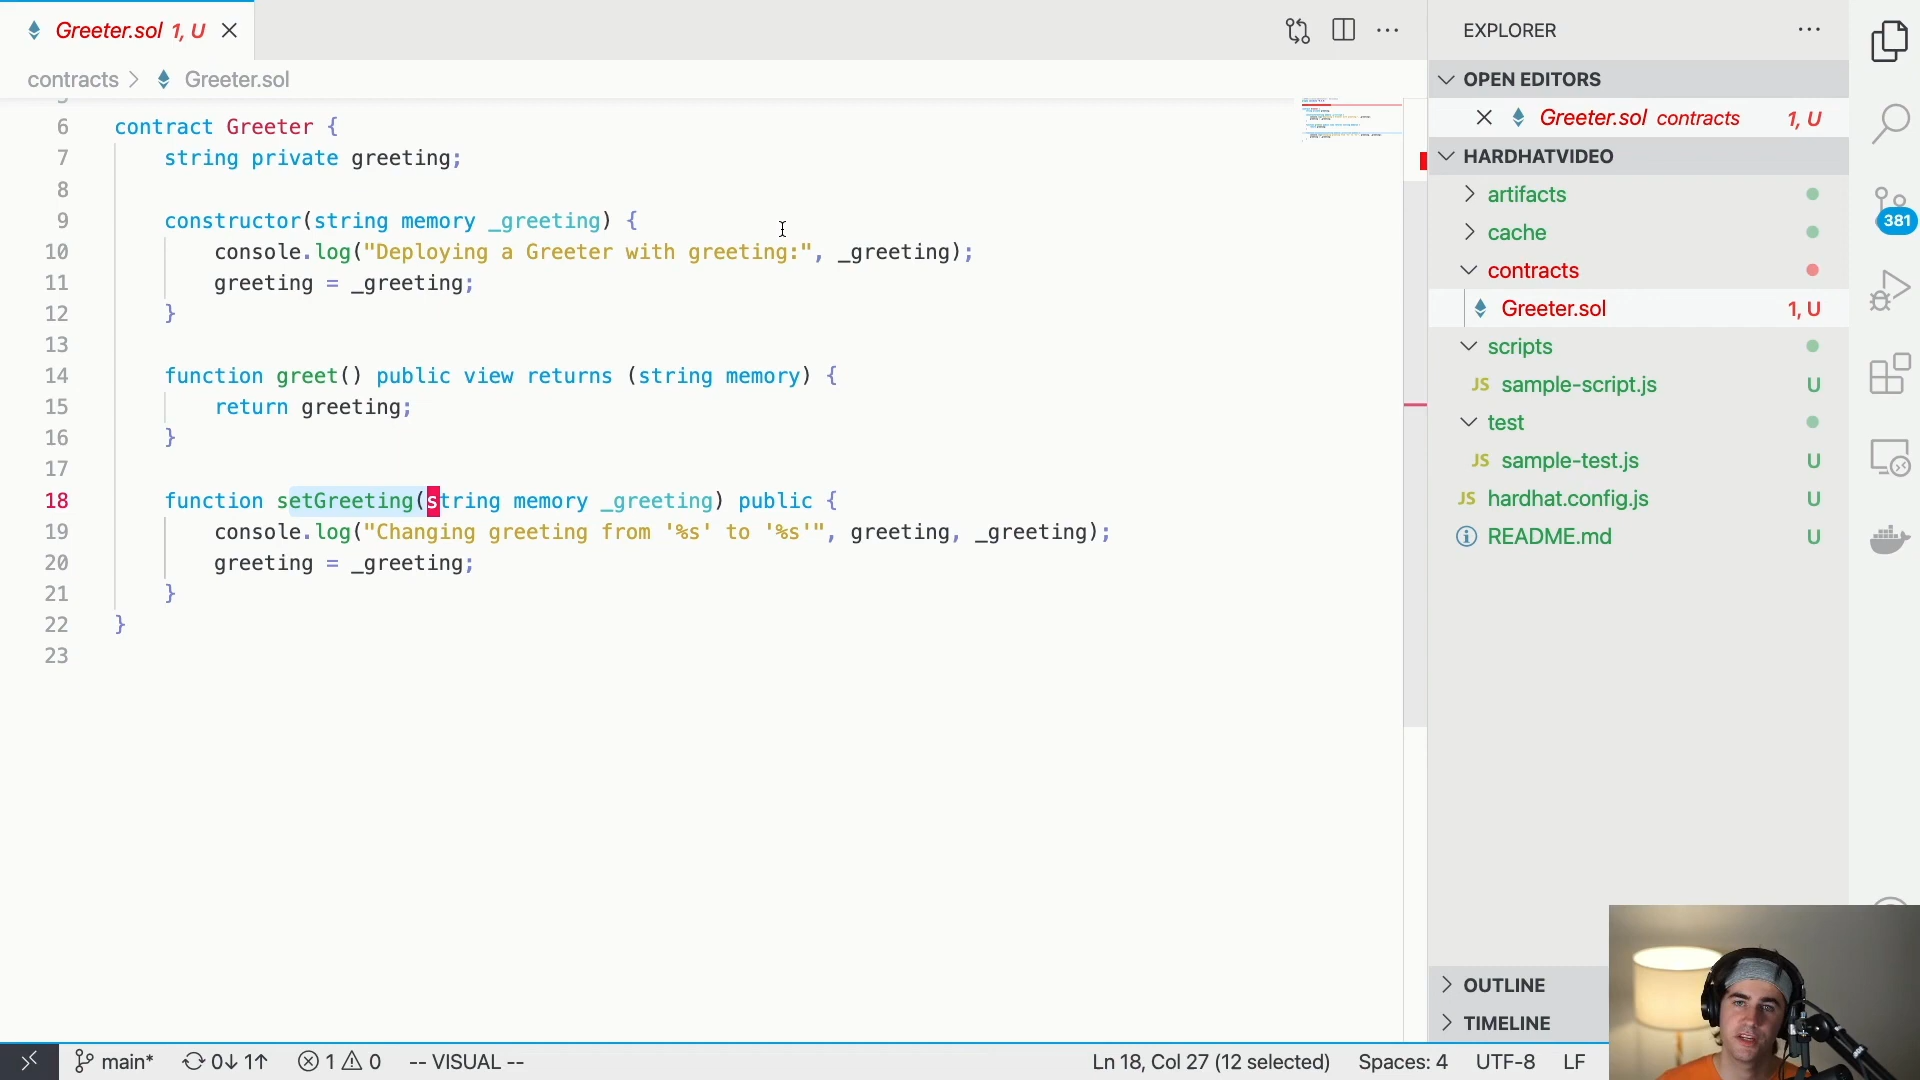 Greeter.sol 1, U
contracts > Greeter.sol
6 contract Greeter {
7 string private greeting;
8
9 constructor(string memory _greeting) {
10 console.log("Deploying a Greeter with greeting:", _greeting);
11 greeting = _greeting;
12 }
13
14 function greet() public view returns (string memory) {
15 return greeting;
16 }
17
18 function setGreeting(string memory _greeting) public {
19 console.log("Changing greeting from '%s' to '%s'", greeting, _greeting);
20 greeting = _greeting;
21 }
22 }
23
EXPLORER
OPEN EDITORS
Greeter.sol contracts 1, U
HARDHATVIDEO
artifacts
cache
contracts
Greeter.sol 1, U
scripts
JS sample-script.js U
test
JS sample-test.js U
JS hardhat.config.js U
README.md U
OUTLINE
TIMELINE
381
main* 0↓ 1↑ 1 0 -- VISUAL -- Ln 18, Col 27 (12 selected) Spaces: 4 UTF-8 LF